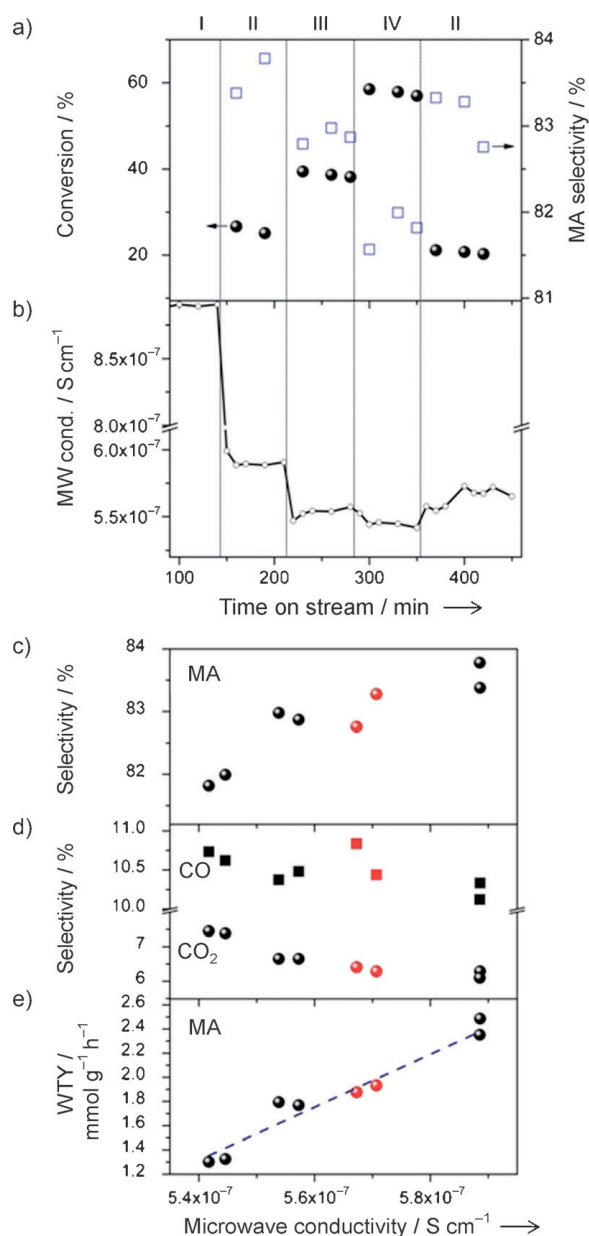 a)
I II III IV II
60
40
20
Conversion / %
84
83
82
81
MA selectivity / %
b)
8.5x10⁻⁷
8.0x10⁻⁷
6.0x10⁻⁷
5.5x10⁻⁷
MW cond. / S cm⁻¹
100 200 300 400
Time on stream / min
c)
84
83
82
Selectivity / %
MA
d)
11.0
10.5
10.0
7
6
Selectivity / %
CO
CO₂
e)
2.6
2.4
2.2
2.0
1.8
1.6
1.4
1.2
WTY /
mmol g⁻¹ h⁻¹
MA
5.4x10⁻⁷ 5.6x10⁻⁷ 5.8x10⁻⁷
Microwave conductivity / S cm⁻¹